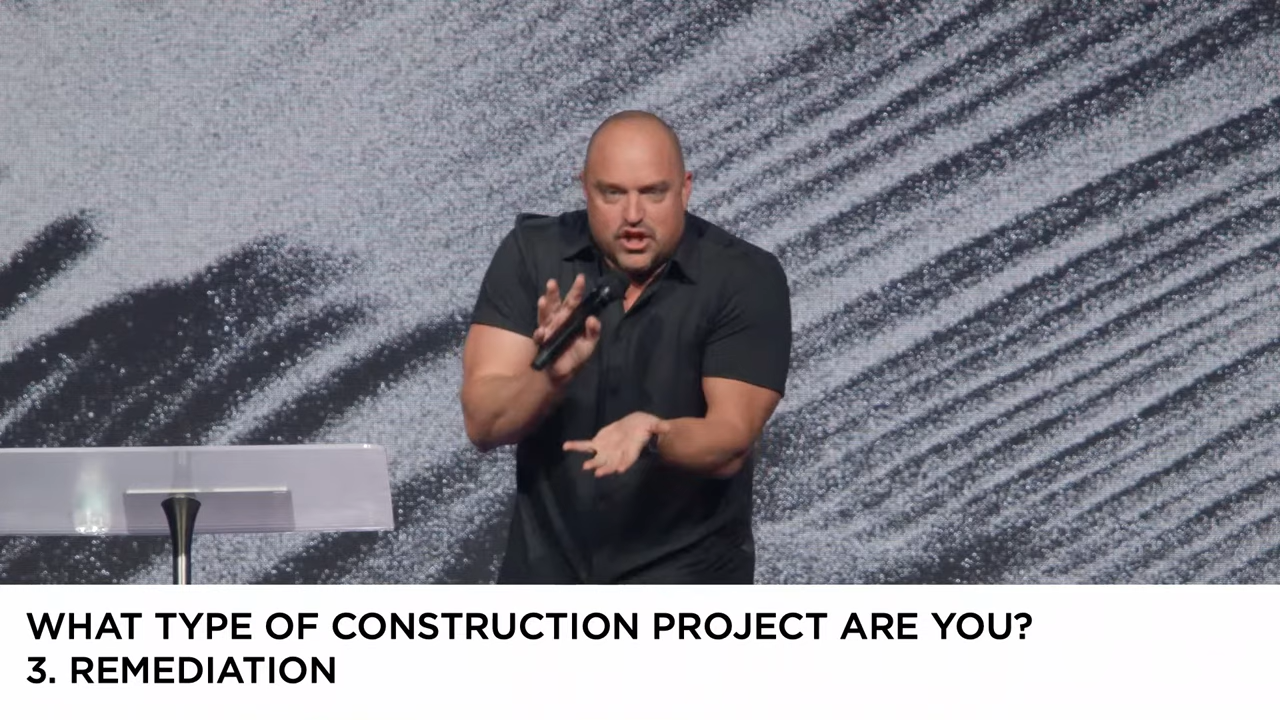 WHAT TYPE OF CONSTRUCTION PROJECT ARE YOU?
3. REMEDIATION